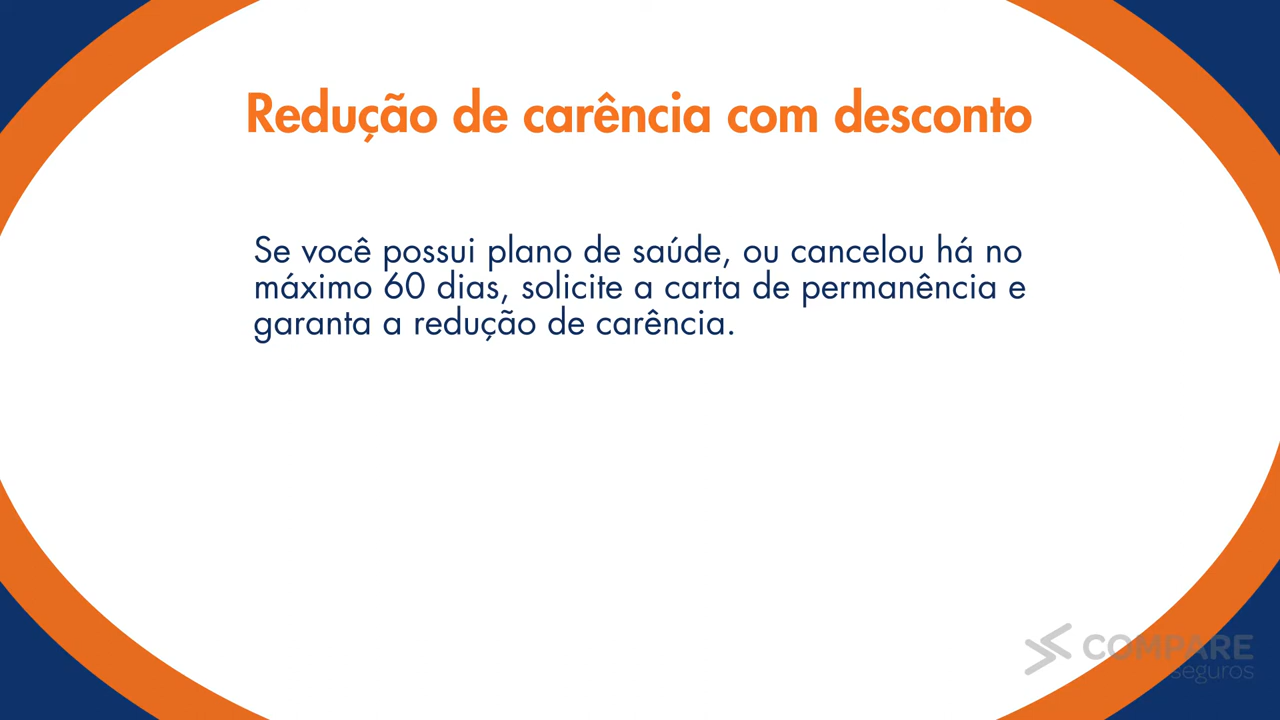 Redução de carência com desconto
Se você possui plano de saúde, ou cancelou há no
máximo 60 dias, solicite a carta de permanência e
garanta a redução de carência.
COMPARE
seguros